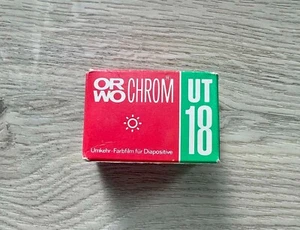 ORWO CHROM
UT 18
Umkehr-Farbfilm für Diapositive